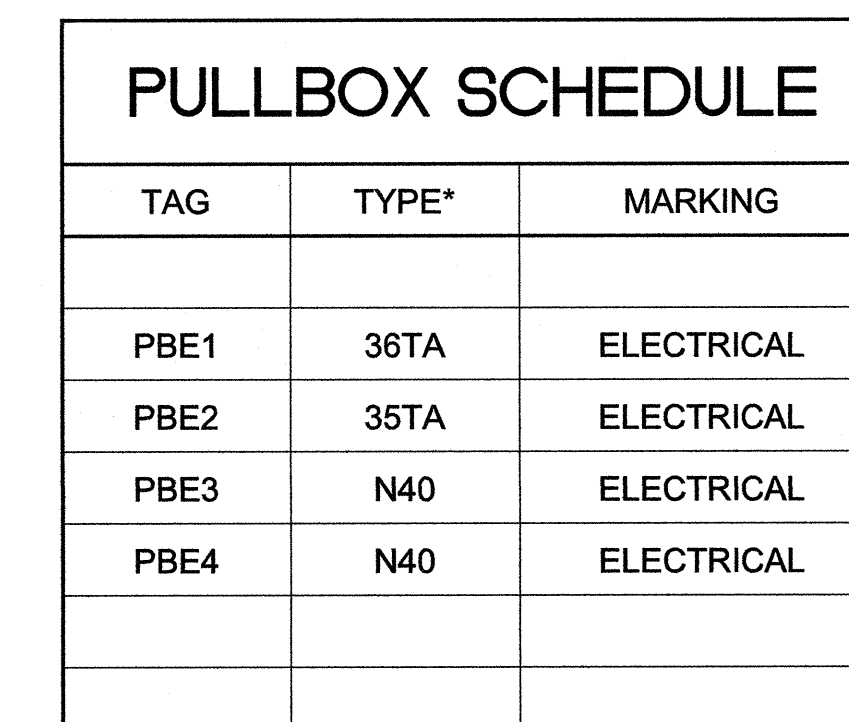 PULLBOX SCHEDULE
TAG TYPE* MARKING
PBE1 36TA ELECTRICAL
PBE2 35TA ELECTRICAL
PBE3 N40 ELECTRICAL
PBE4 N40 ELECTRICAL